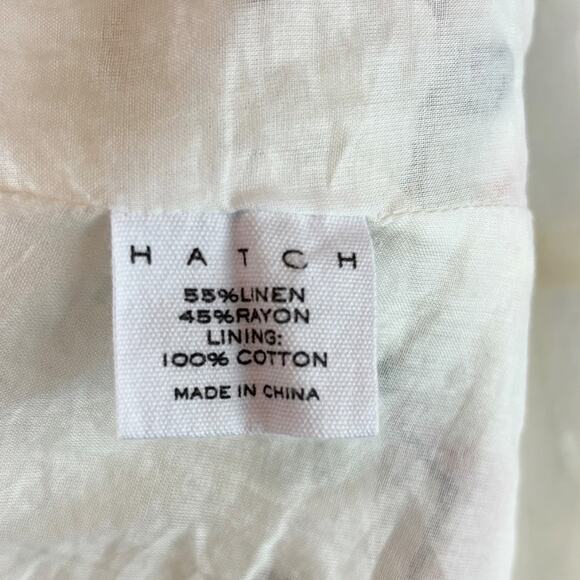 HATCH
55%LINEN
45%RAYON
LINING:
100% COTTON
MADE IN CHINA